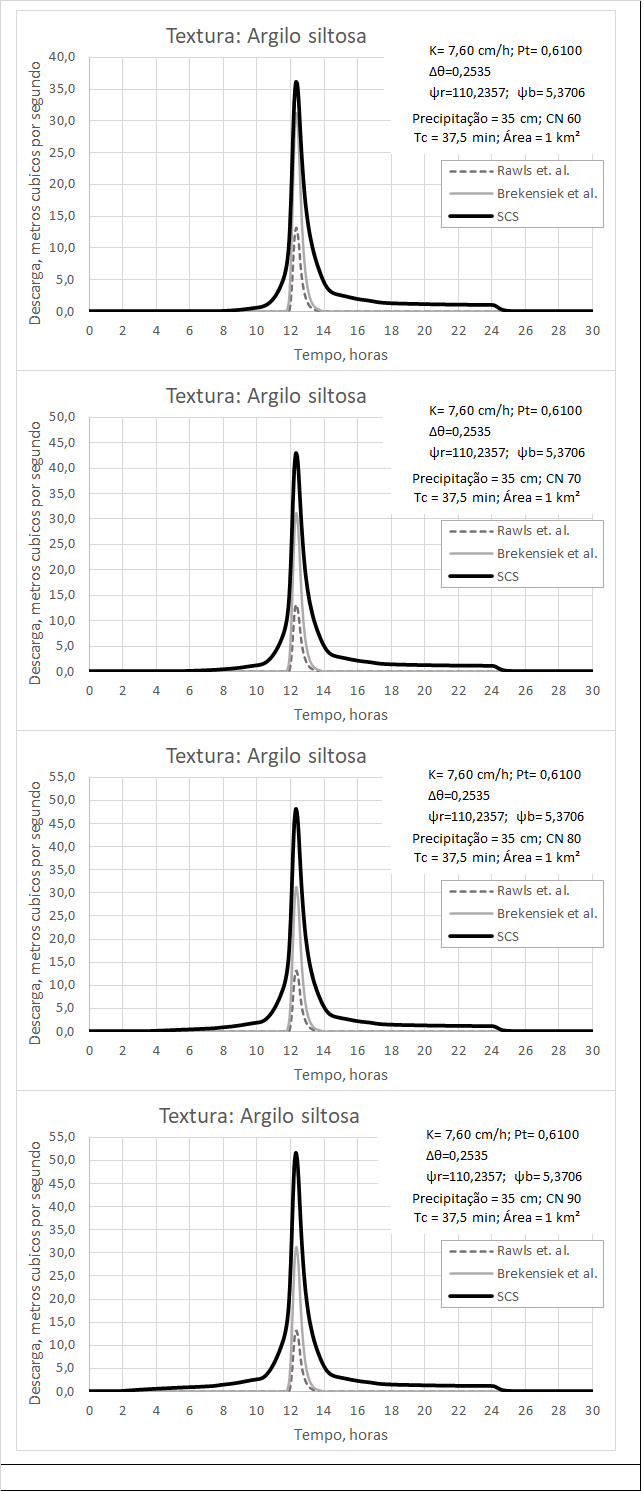 Textura: Argilo siltosa
K= 7,60 cm/h; Pt= 0,6100
Δθ=0,2535
ψr=110,2357; ψb= 5,3706
Precipitação = 35 cm; CN 60
Tc = 37,5 min; Área = 1 km²
Rawls et. al.
Brekensiek et al.
SCS
Descarga, metros cubicos por segundo
40,0
35,0
30,0
25,0
20,0
15,0
10,0
5,0
0,0
0 2 4 6 8 10 12 14 16 18 20 22 24 26 28 30
Tempo, horas
Textura: Argilo siltosa
K= 7,60 cm/h; Pt= 0,6100
Δθ=0,2535
ψr=110,2357; ψb= 5,3706
Precipitação = 35 cm; CN 70
Tc = 37,5 min; Área = 1 km²
Rawls et. al.
Brekensiek et al.
SCS
Descarga, metros cubicos por segundo
50,0
45,0
40,0
35,0
30,0
25,0
20,0
15,0
10,0
5,0
0,0
0 2 4 6 8 10 12 14 16 18 20 22 24 26 28 30
Tempo, horas
Textura: Argilo siltosa
K= 7,60 cm/h; Pt= 0,6100
Δθ=0,2535
ψr=110,2357; ψb= 5,3706
Precipitação = 35 cm; CN 80
Tc = 37,5 min; Área = 1 km²
Rawls et. al.
Brekensiek et al.
SCS
Descarga, metros cubicos por segundo
55,0
50,0
45,0
40,0
35,0
30,0
25,0
20,0
15,0
10,0
5,0
0,0
0 2 4 6 8 10 12 14 16 18 20 22 24 26 28 30
Tempo, horas
Textura: Argilo siltosa
K= 7,60 cm/h; Pt= 0,6100
Δθ=0,2535
ψr=110,2357; ψb= 5,3706
Precipitação = 35 cm; CN 90
Tc = 37,5 min; Área = 1 km²
Rawls et. al.
Brekensiek et al.
SCS
Descarga, metros cubicos por segundo
55,0
50,0
45,0
40,0
35,0
30,0
25,0
20,0
15,0
10,0
5,0
0,0
0 2 4 6 8 10 12 14 16 18 20 22 24 26 28 30
Tempo, horas